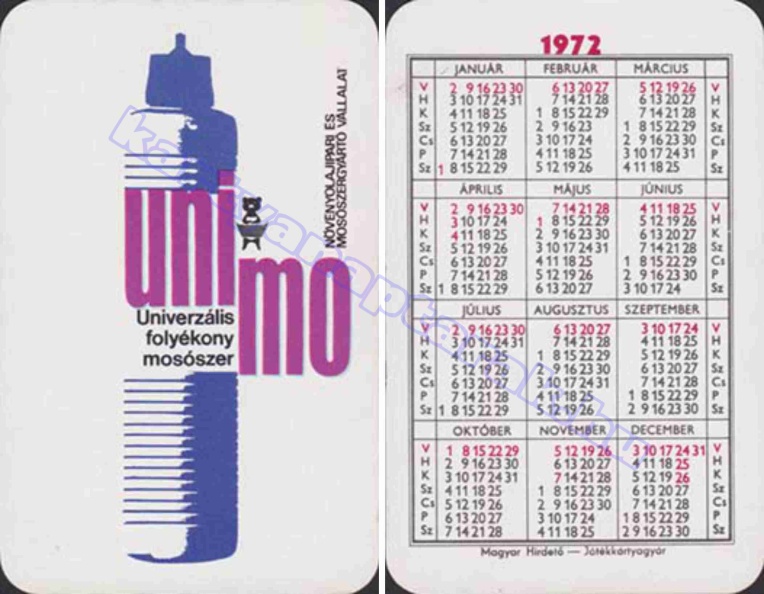 NÖVÉNYOLAJIPARI ÉS
MOSÓSZERGYÁRTÓ VÁLLALAT
uni
mó
Univerzális
folyékony
mosószer
kartyanaptarak.hu
1972
JANUÁR FEBRUÁR MÁRCIUS
V 2 9 16 23 30 6 13 20 27 5 12 19 26 V
H 3 10 17 24 31 7 14 21 28 6 13 20 27 H
K 4 11 18 25 1 8 15 22 29 7 14 21 28 K
Sz 5 12 19 26 2 9 16 23 1 8 15 22 29 Sz
Cs 6 13 20 27 3 10 17 24 2 9 16 23 30 Cs
P 7 14 21 28 4 11 18 25 3 10 17 24 31 P
Sz 1 8 15 22 29 5 12 19 26 4 11 18 25 Sz
ÁPRILIS MÁJUS JÚNIUS
V 2 9 16 23 30 7 14 21 28 4 11 18 25 V
H 3 10 17 24 1 8 15 22 29 5 12 19 26 H
K 4 11 18 25 2 9 16 23 30 6 13 20 27 K
Sz 5 12 19 26 3 10 17 24 31 7 14 21 28 Sz
Cs 6 13 20 27 4 11 18 25 1 8 15 22 29 Cs
P 7 14 21 28 5 12 19 26 2 9 16 23 30 P
Sz 1 8 15 22 29 6 13 20 27 3 10 17 24 Sz
JÚLIUS AUGUSZTUS SZEPTEMBER
V 2 9 16 23 30 6 13 20 27 3 10 17 24 V
H 3 10 17 24 31 7 14 21 28 4 11 18 25 H
K 4 11 18 25 1 8 15 22 29 5 12 19 26 K
Sz 5 12 19 26 2 9 16 23 30 6 13 20 27 Sz
Cs 6 13 20 27 3 10 17 24 31 7 14 21 28 Cs
P 7 14 21 28 4 11 18 25 1 8 15 22 29 P
Sz 1 8 15 22 29 5 12 19 26 2 9 16 23 30 Sz
OKTÓBER NOVEMBER DECEMBER
V 1 8 15 22 29 5 12 19 26 3 10 17 24 31 V
H 2 9 16 23 30 6 13 20 27 4 11 18 25 H
K 3 10 17 24 31 7 14 21 28 5 12 19 26 K
Sz 4 11 18 25 1 8 15 22 29 6 13 20 27 Sz
Cs 5 12 19 26 2 9 16 23 30 7 14 21 28 Cs
P 6 13 20 27 3 10 17 24 1 8 15 22 29 P
Sz 7 14 21 28 4 11 18 25 2 9 16 23 30 Sz
Magyar Hirdető — Játékkártyagyár